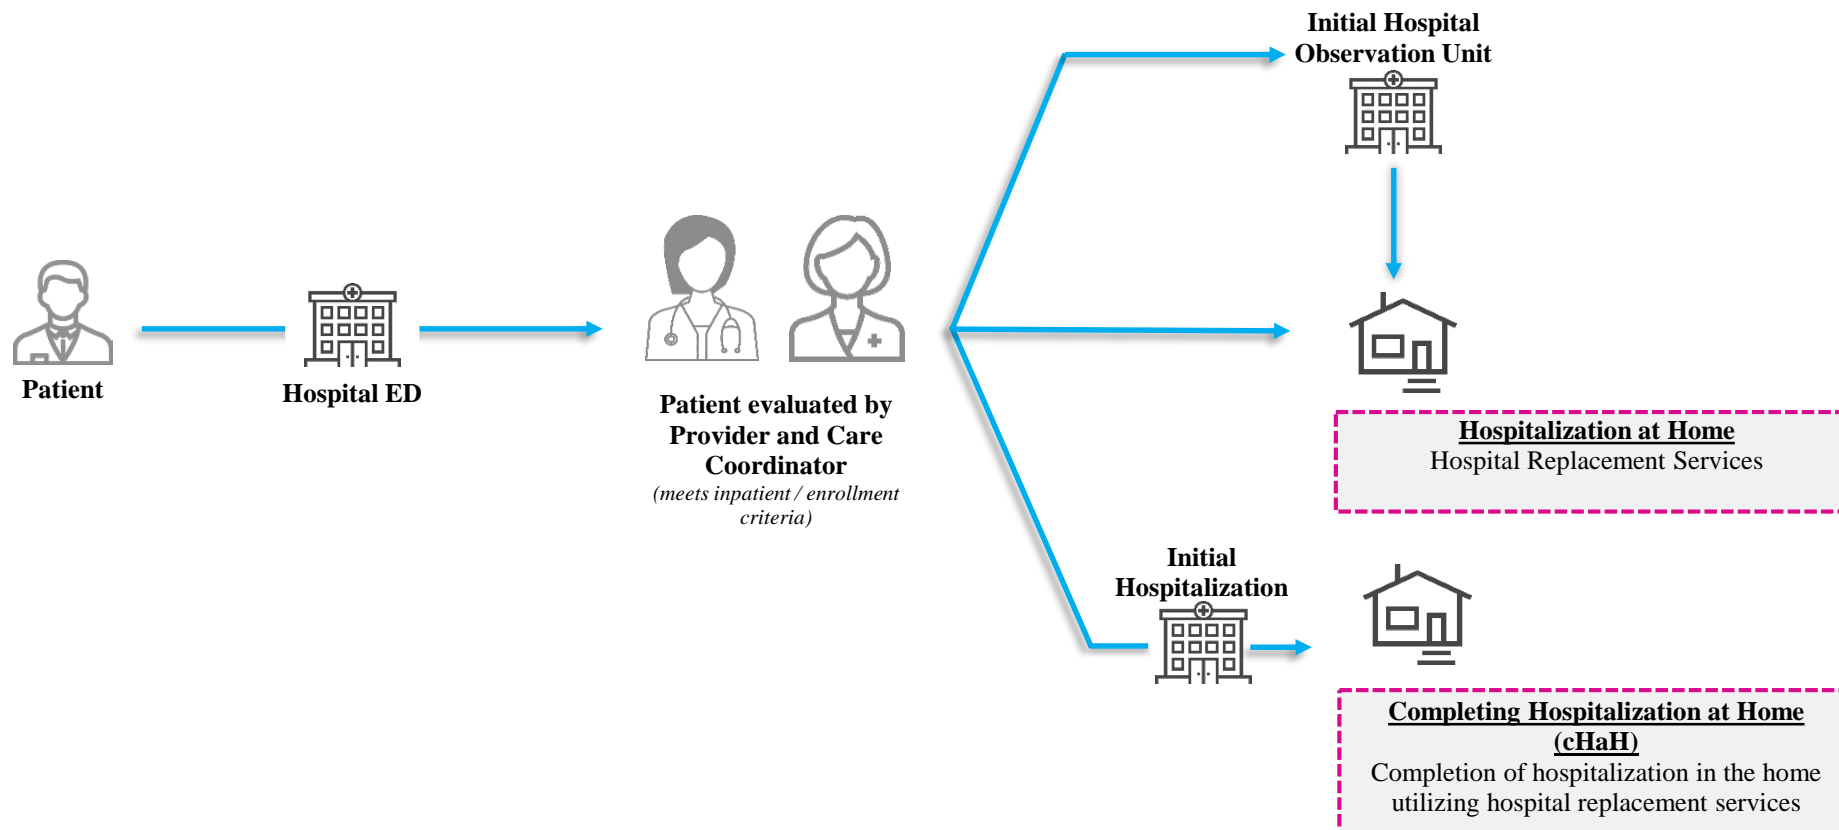 Initial Hospital
Observation Unit
Patient
Hospital ED
Patient evaluated by
Provider and Care
Coordinator
(meets inpatient / enrollment
criteria)
Hospitalization at Home
Hospital Replacement Services
Initial
Hospitalization
Completing Hospitalization at Home
(cHaH)
Completion of hospitalization in the home
utilizing hospital replacement services